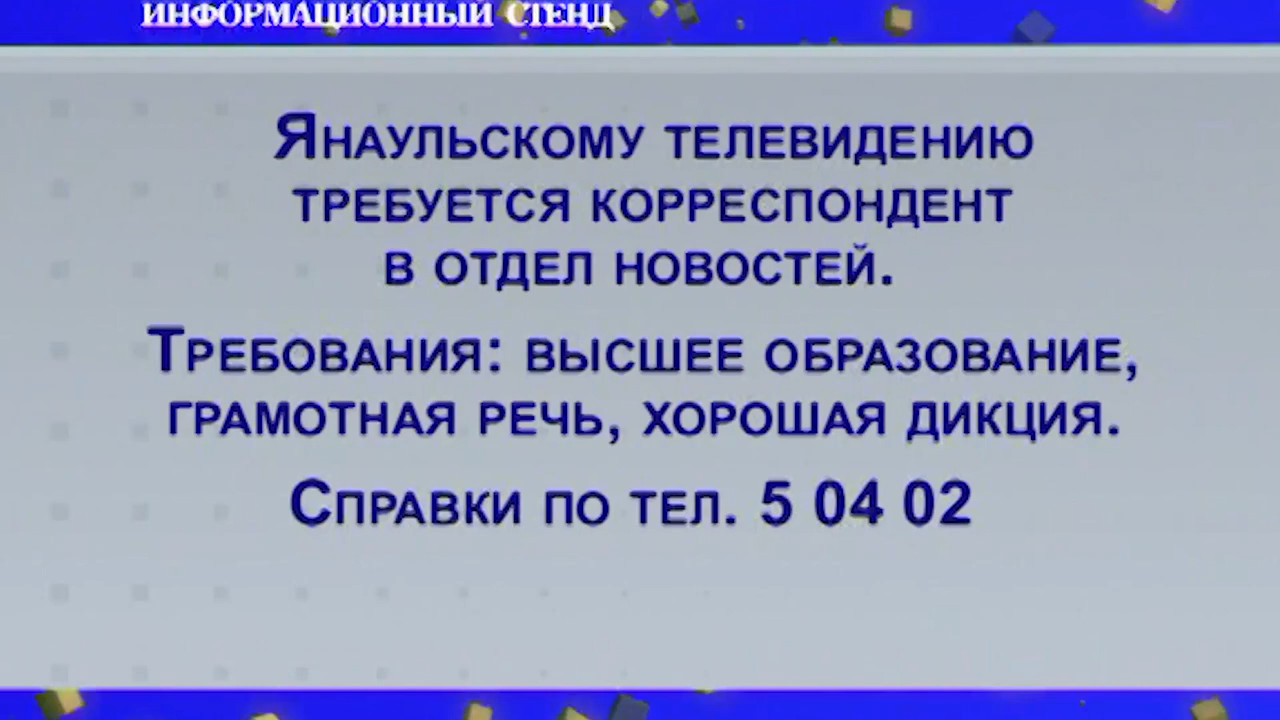 ИНФОРМАЦИОННЫЙ СТЕНД
ЯНАУЛЬСКОМУ ТЕЛЕВИДЕНИЮ
ТРЕБУЕТСЯ КОРРЕСПОНДЕНТ
В ОТДЕЛ НОВОСТЕЙ.
ТРЕБОВАНИЯ: ВЫСШЕЕ ОБРАЗОВАНИЕ,
ГРАМОТНАЯ РЕЧЬ, ХОРОШАЯ ДИКЦИЯ.
СПРАВКИ ПО ТЕЛ. 5 04 02